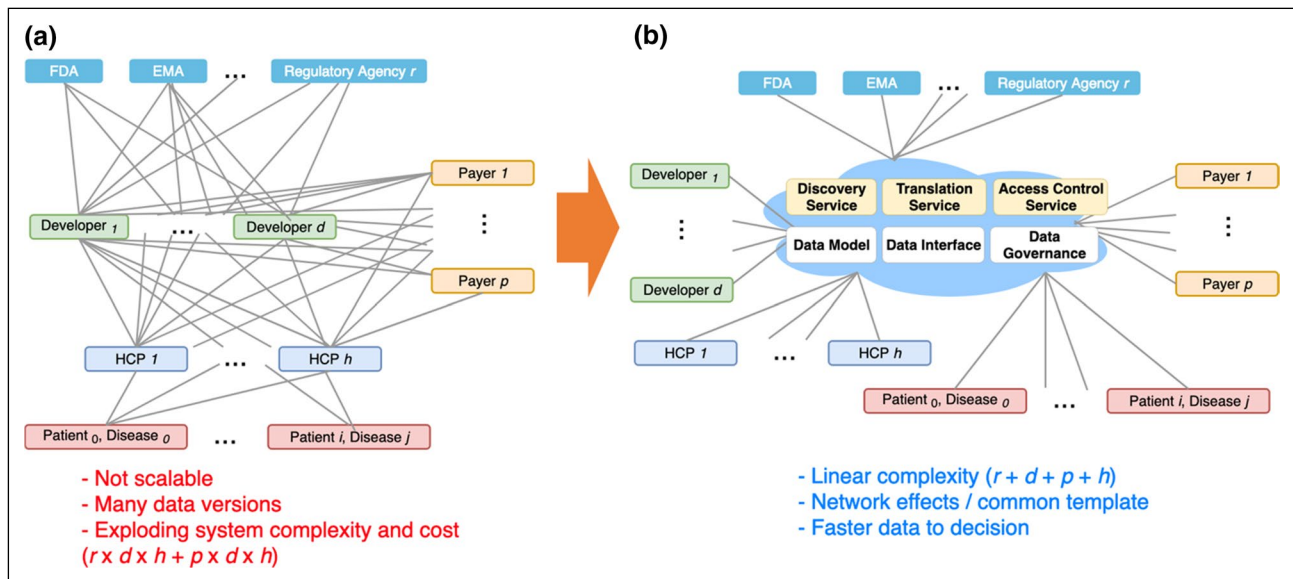 (a)
FDA
EMA
...
Regulatory Agency r
Payer 1
Developer 1
...
Developer d
⋮
Payer p
HCP 1
...
HCP h
Patient 0, Disease 0
...
Patient i, Disease j
- Not scalable
- Many data versions
- Exploding system complexity and cost
(r x d x h + p x d x h)
(b)
FDA
EMA
...
Regulatory Agency r
Developer 1
⋮
Developer d
Discovery
Service
Translation
Service
Access Control
Service
Data Model
Data Interface
Data
Governance
Payer 1
⋮
Payer p
HCP 1
...
HCP h
Patient 0, Disease 0
...
Patient i, Disease j
- Linear complexity (r + d + p + h)
- Network effects / common template
- Faster data to decision